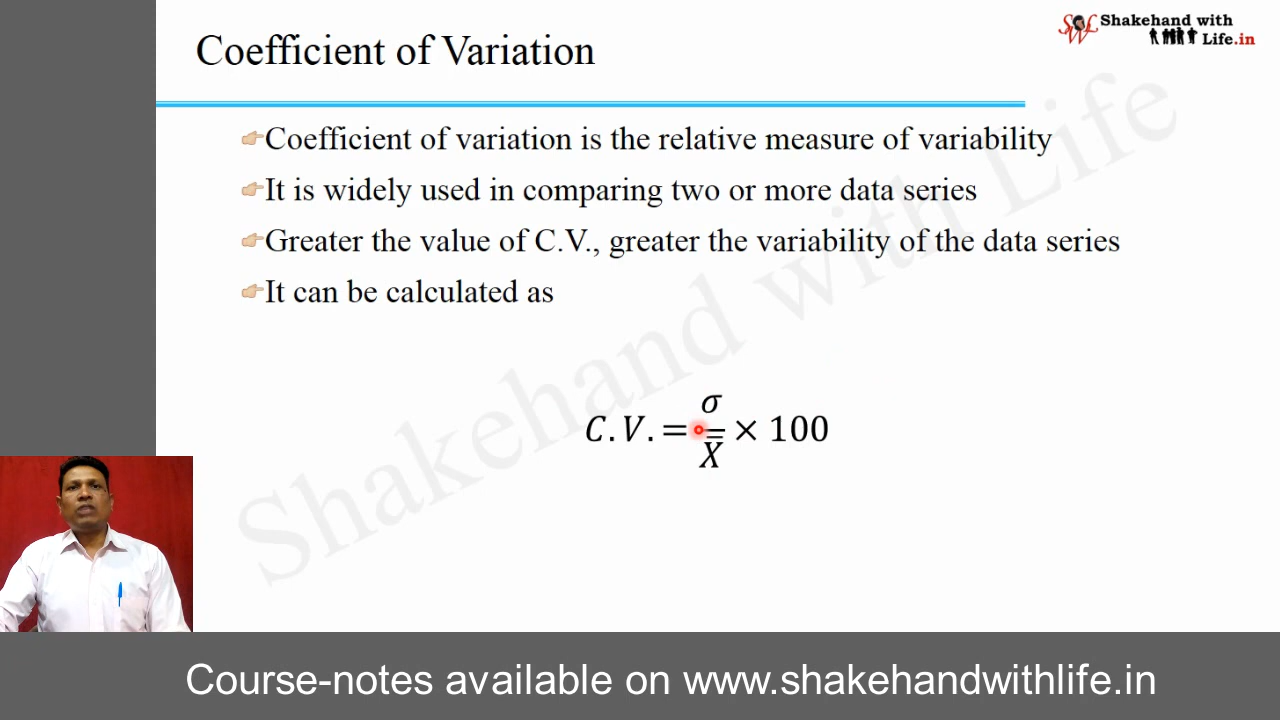 Coefficient of Variation
Shakehand with
Life.in
SWL
Coefficient of variation is the relative measure of variability
It is widely used in comparing two or more data series
Greater the value of C.V., greater the variability of the data series
It can be calculated as
C.V. = σ/X̄ × 100
Shakehand with Life
Course-notes available on www.shakehandwithlife.in